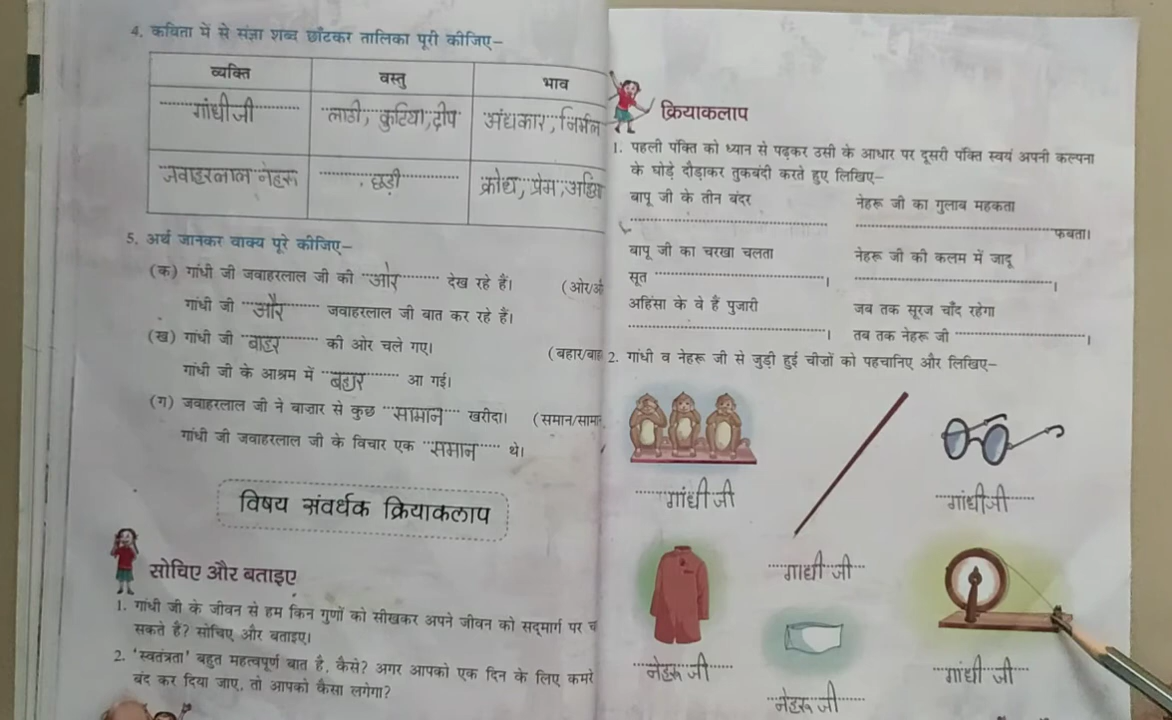 4. कविता में से संज्ञा शब्द छाँटकर तालिका पूरी कीजिए–
व्यक्ति वस्तु भाव
गांधीजी लाठी, कुटिया, दीप अंधकार, निर्मल
जवाहरलाल नेहरू छड़ी क्रोध, प्रेम, अहिंसा
5. अर्थ जानकर वाक्य पूरे कीजिए–
(क) गांधी जी जवाहरलाल जी की ओर देख रहे हैं। (ओर/औ
गांधी जी और जवाहरलाल जी बात कर रहे हैं।
(ख) गांधी जी बाहर की ओर चले गए। (बहार/बाह
गांधी जी के आश्रम में बहार आ गई।
(ग) जवाहरलाल जी ने बाज़ार से कुछ सामान खरीदा। (समान/सामा
गांधी जी जवाहरलाल जी के विचार एक समान थे।
विषय संवर्धक क्रियाकलाप
सोचिए और बताइए
1. गांधी जी के जीवन से हम किन गुणों को सीखकर अपने जीवन को सद्मार्ग पर च
सकते हैं? सोचिए और बताइए।
2. 'स्वतंत्रता' बहुत महत्वपूर्ण बात है, कैसे? अगर आपको एक दिन के लिए कमरे
बंद कर दिया जाए, तो आपको कैसा लगेगा?
क्रियाकलाप
1. पहली पंक्ति को ध्यान से पढ़कर उसी के आधार पर दूसरी पंक्ति स्वयं अपनी कल्पना
के घोड़े दौड़ाकर तुकबंदी करते हुए लिखिए–
बापू जी के तीन बंदर नेहरू जी का गुलाब महकता
फबता।
बापू जी का चरखा चलता नेहरू जी की कलम में जादू
सूत ।
अहिंसा के वे हैं पुजारी जब तक सूरज चाँद रहेगा
तब तक नेहरू जी ।
2. गांधी व नेहरू जी से जुड़ी हुई चीज़ों को पहचानिए और लिखिए–
गांधी जी
गांधीजी
गाधी जी
नेहरू जी
गांधी जी
नेहरू जी